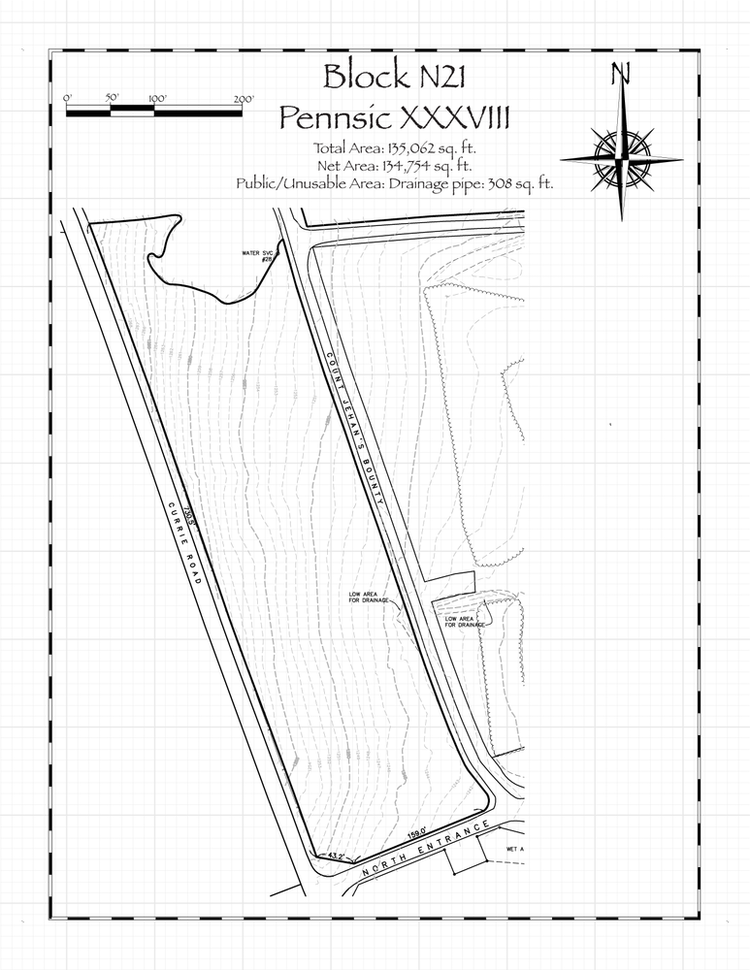 Block N21
Pennsic XXXVIII
Total Area: 135,062 sq. ft.
Net Area: 134,754 sq. ft.
Public/Unusable Area: Drainage pipe: 308 sq. ft.
0' 50' 100' 200'
N
WATER SVC
COUNT JEHAN'S BOUNTY
730.5'
CURRIE ROAD
LOW AREA
FOR DRAINAGE
LOW AREA
FOR DRAINAGE
159.0'
43.2'
NORTH ENTRANCE
WET A